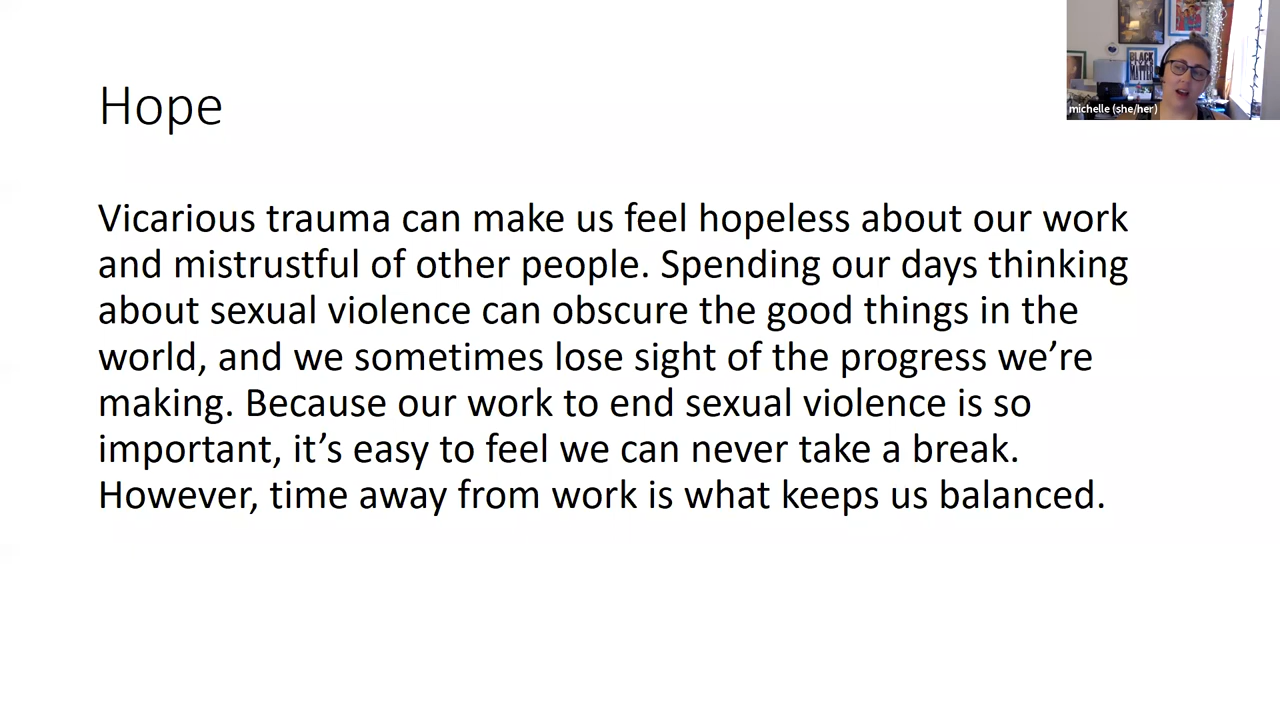 Hope
Vicarious trauma can make us feel hopeless about our work
and mistrustful of other people. Spending our days thinking
about sexual violence can obscure the good things in the
world, and we sometimes lose sight of the progress we’re
making. Because our work to end sexual violence is so
important, it’s easy to feel we can never take a break.
However, time away from work is what keeps us balanced.
BLACK
MATTER
michelle (she/her)